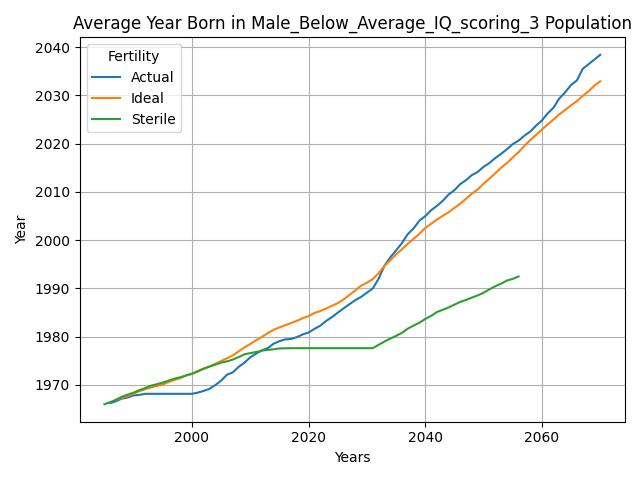 Average Year Born in Male_Below_Average_IQ_scoring_3 Population
Fertility
Actual
Ideal
Sterile
2040
2030
2020
2010
2000
1990
1980
1970
Year
2000
2020
2040
2060
Years